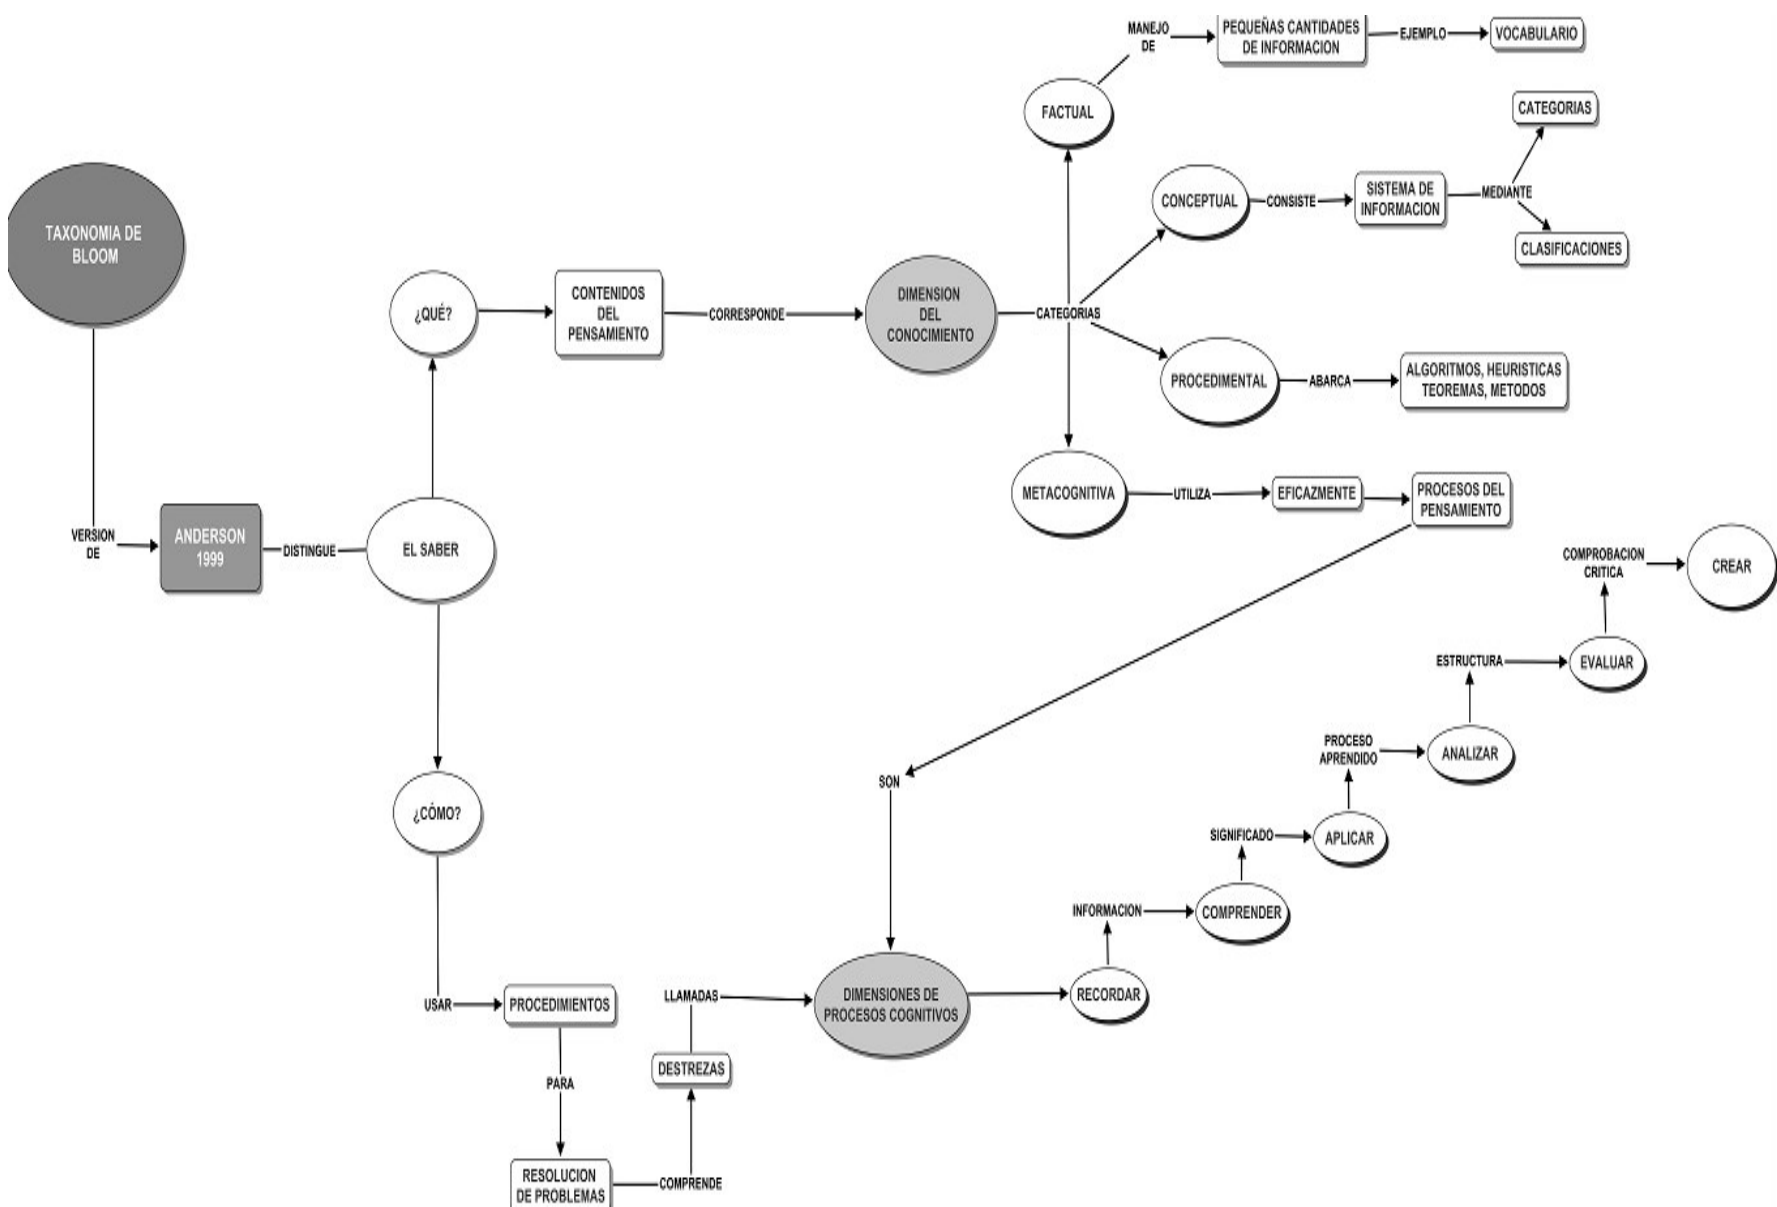 TAXONOMIA DE
BLOOM
VERSION
DE
ANDERSON
1999
DISTINGUE
EL SABER
¿QUÉ?
CONTENIDOS
DEL
PENSAMIENTO
CORRESPONDE
DIMENSION
DEL
CONOCIMIENTO
CATEGORIAS
FACTUAL
MANEJO
DE
PEQUEÑAS CANTIDADES
DE INFORMACION
EJEMPLO
VOCABULARIO
CONCEPTUAL
CONSISTE
SISTEMA DE
INFORMACION
MEDIANTE
CATEGORIAS
CLASIFICACIONES
PROCEDIMENTAL
ABARCA
ALGORITMOS, HEURISTICAS
TEOREMAS, METODOS
METACOGNITIVA
UTILIZA
EFICAZMENTE
PROCESOS DEL
PENSAMIENTO
SON
¿CÓMO?
USAR
PROCEDIMIENTOS
PARA
RESOLUCION
DE PROBLEMAS
COMPRENDE
DESTREZAS
LLAMADAS
DIMENSIONES DE
PROCESOS COGNITIVOS
RECORDAR
INFORMACION
COMPRENDER
SIGNIFICADO
APLICAR
PROCESO
APRENDIDO
ANALIZAR
ESTRUCTURA
EVALUAR
COMPROBACION
CRITICA
CREAR